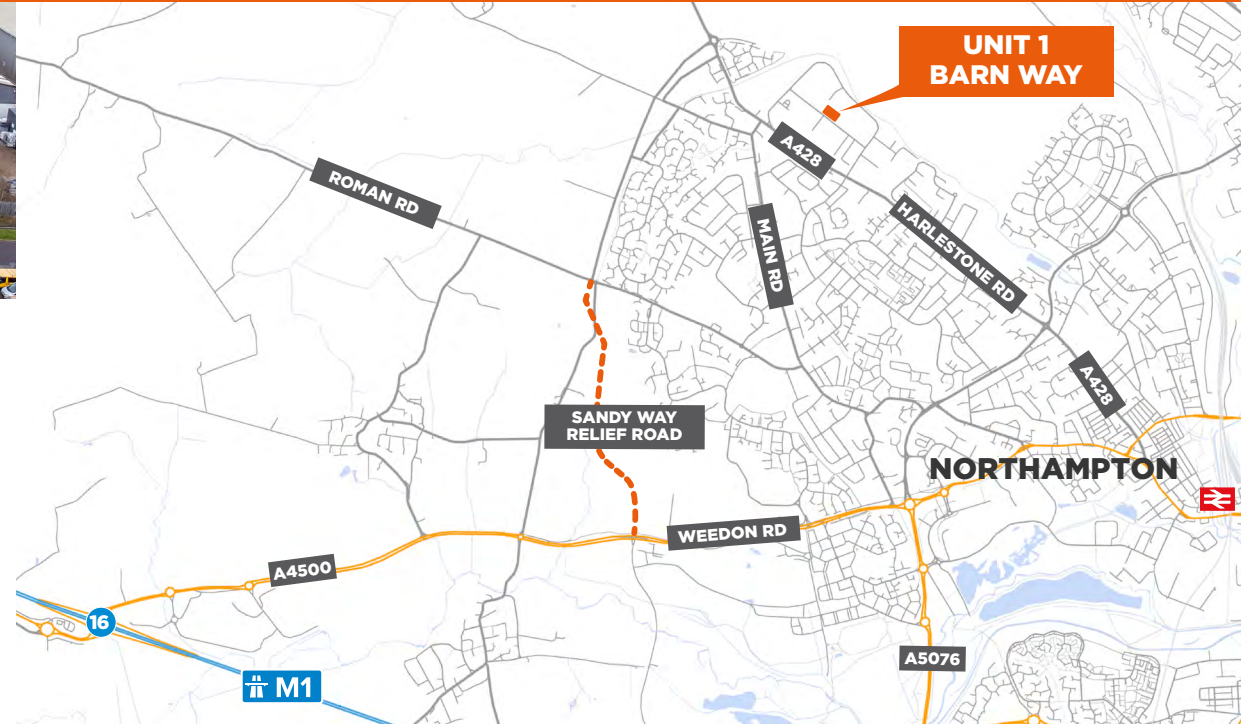 UNIT 1
BARN WAY
A428
ROMAN RD
MAIN RD
HARLESTONE RD
A428
SANDY WAY
RELIEF ROAD
NORTHAMPTON
WEEDON RD
A4500
16
A5076
M1